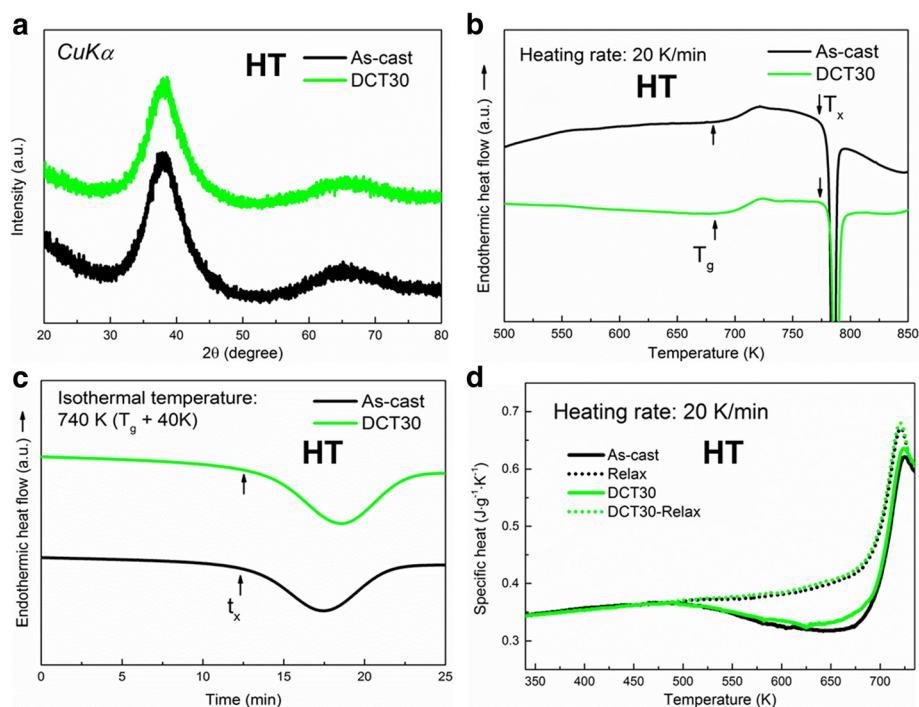 a
CuKα
HT
As-cast
DCT30
Intensity (a.u.)
20 30 40 50 60 70 80
2θ (degree)
b
Heating rate: 20 K/min
HT
As-cast
DCT30
Tx
Tg
Endothermic heat flow (a.u.) →
500 550 600 650 700 750 800 850
Temperature (K)
c
Isothermal temperature:
740 K (Tg + 40K)
HT
As-cast
DCT30
tx
Endothermic heat flow (a.u.) →
0 5 10 15 20 25
Time (min)
d
Heating rate: 20 K/min
HT
As-cast
Relax
DCT30
DCT30-Relax
Specific heat (J·g⁻¹·K⁻¹)
0.7
0.6
0.5
0.4
0.3
350 400 450 500 550 600 650 700
Temperature (K)